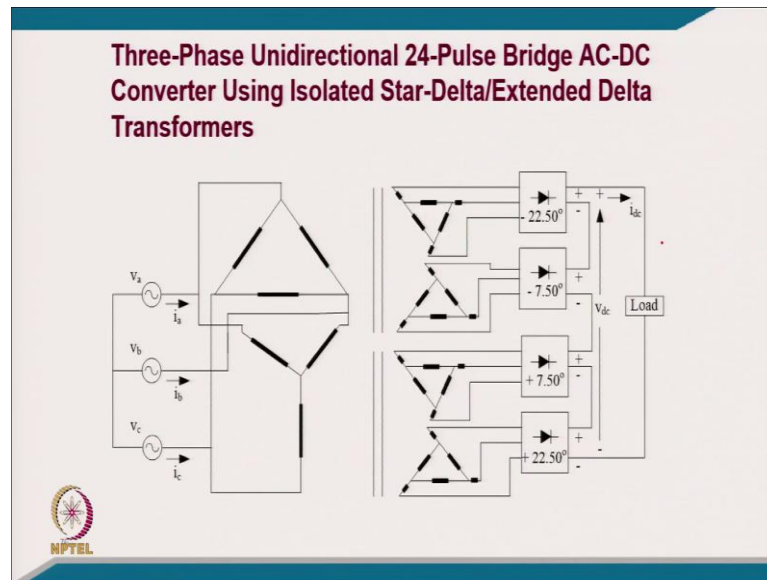 Three-Phase Unidirectional 24-Pulse Bridge AC-DC
Converter Using Isolated Star-Delta/Extended Delta
Transformers
va
ia
vb
ib
vc
ic
- 22.50°
+
-
- 7.50°
+
-
+ 7.50°
+
-
+ 22.50°
+
-
+
idc
vdc
-
Load
NPTEL